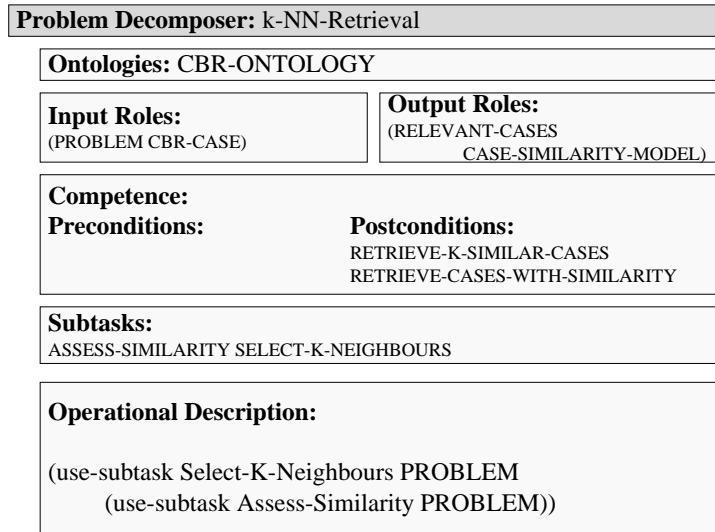 Problem Decomposer: k-NN-Retrieval
Ontologies: CBR-ONTOLOGY
Input Roles:
(PROBLEM CBR-CASE)
Output Roles:
(RELEVANT-CASES
CASE-SIMILARITY-MODEL)
Competence:
Preconditions:
Postconditions:
RETRIEVE-K-SIMILAR-CASES
RETRIEVE-CASES-WITH-SIMILARITY
Subtasks:
ASSESS-SIMILARITY SELECT-K-NEIGHBOURS
Operational Description:
(use-subtask Select-K-Neighbours PROBLEM
(use-subtask Assess-Similarity PROBLEM))